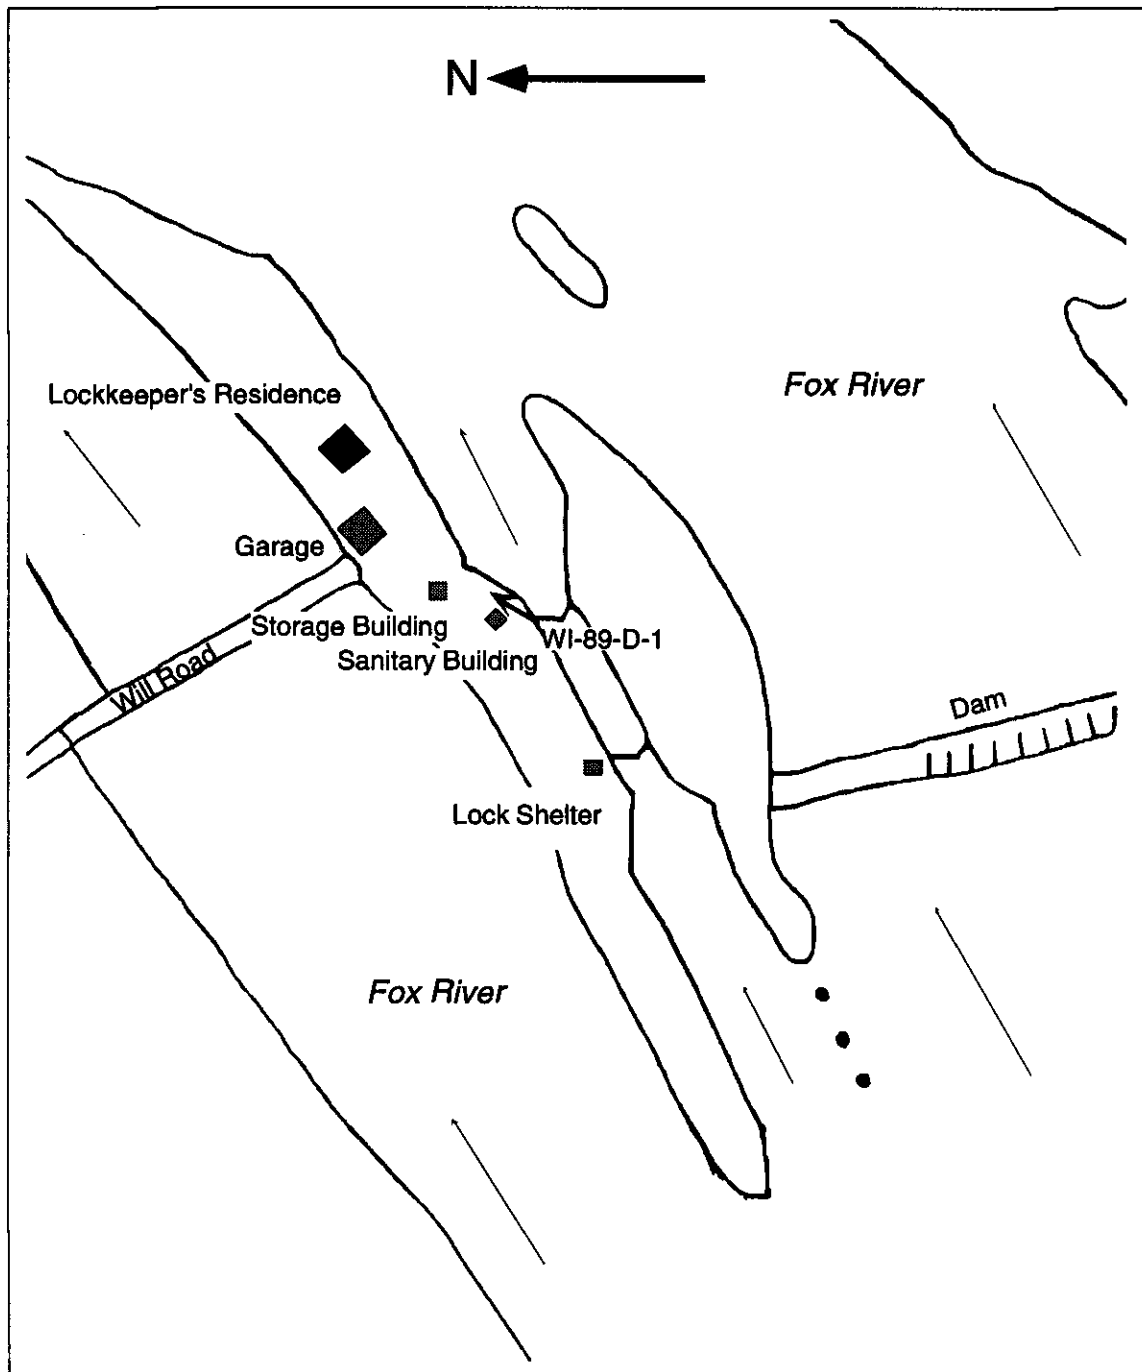 N
Fox River
Lockkeeper's Residence
Garage
Storage Building
WI-89-D-1
Sanitary Building
Will Road
Dam
Lock Shelter
Fox River